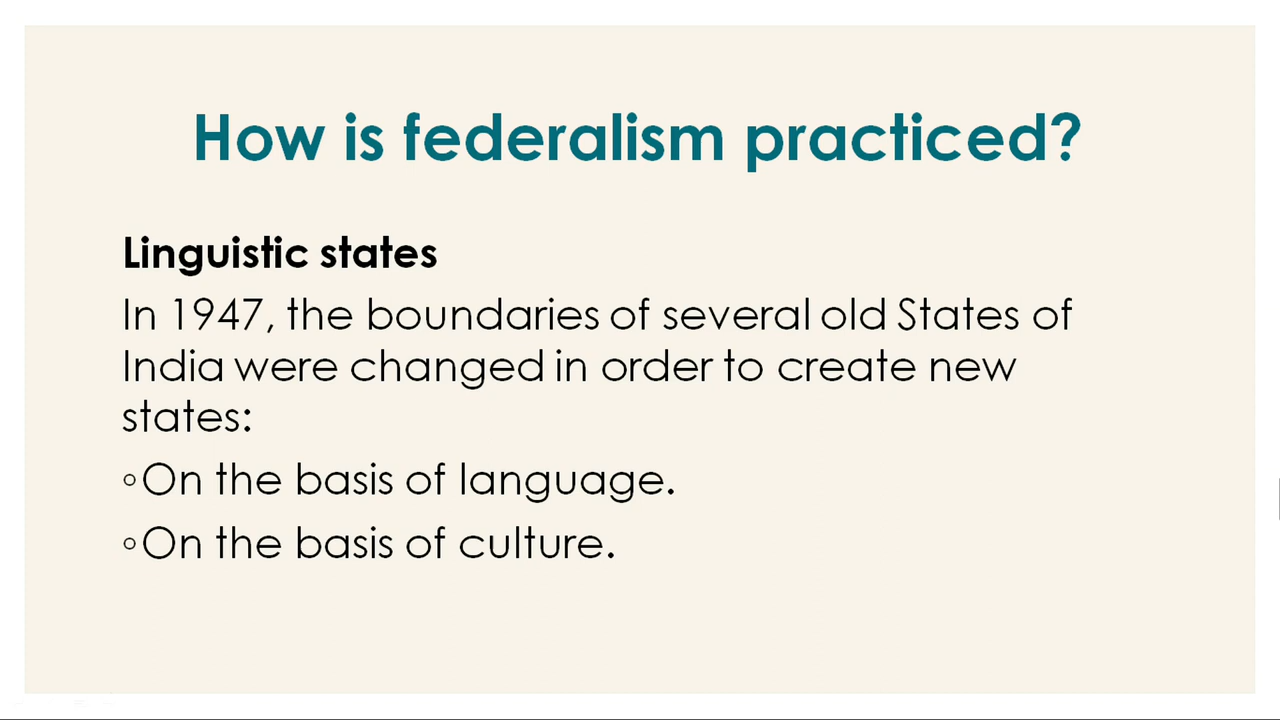 How is federalism practiced?
Linguistic states
In 1947, the boundaries of several old States of
India were changed in order to create new
states:
◦On the basis of language.
◦On the basis of culture.